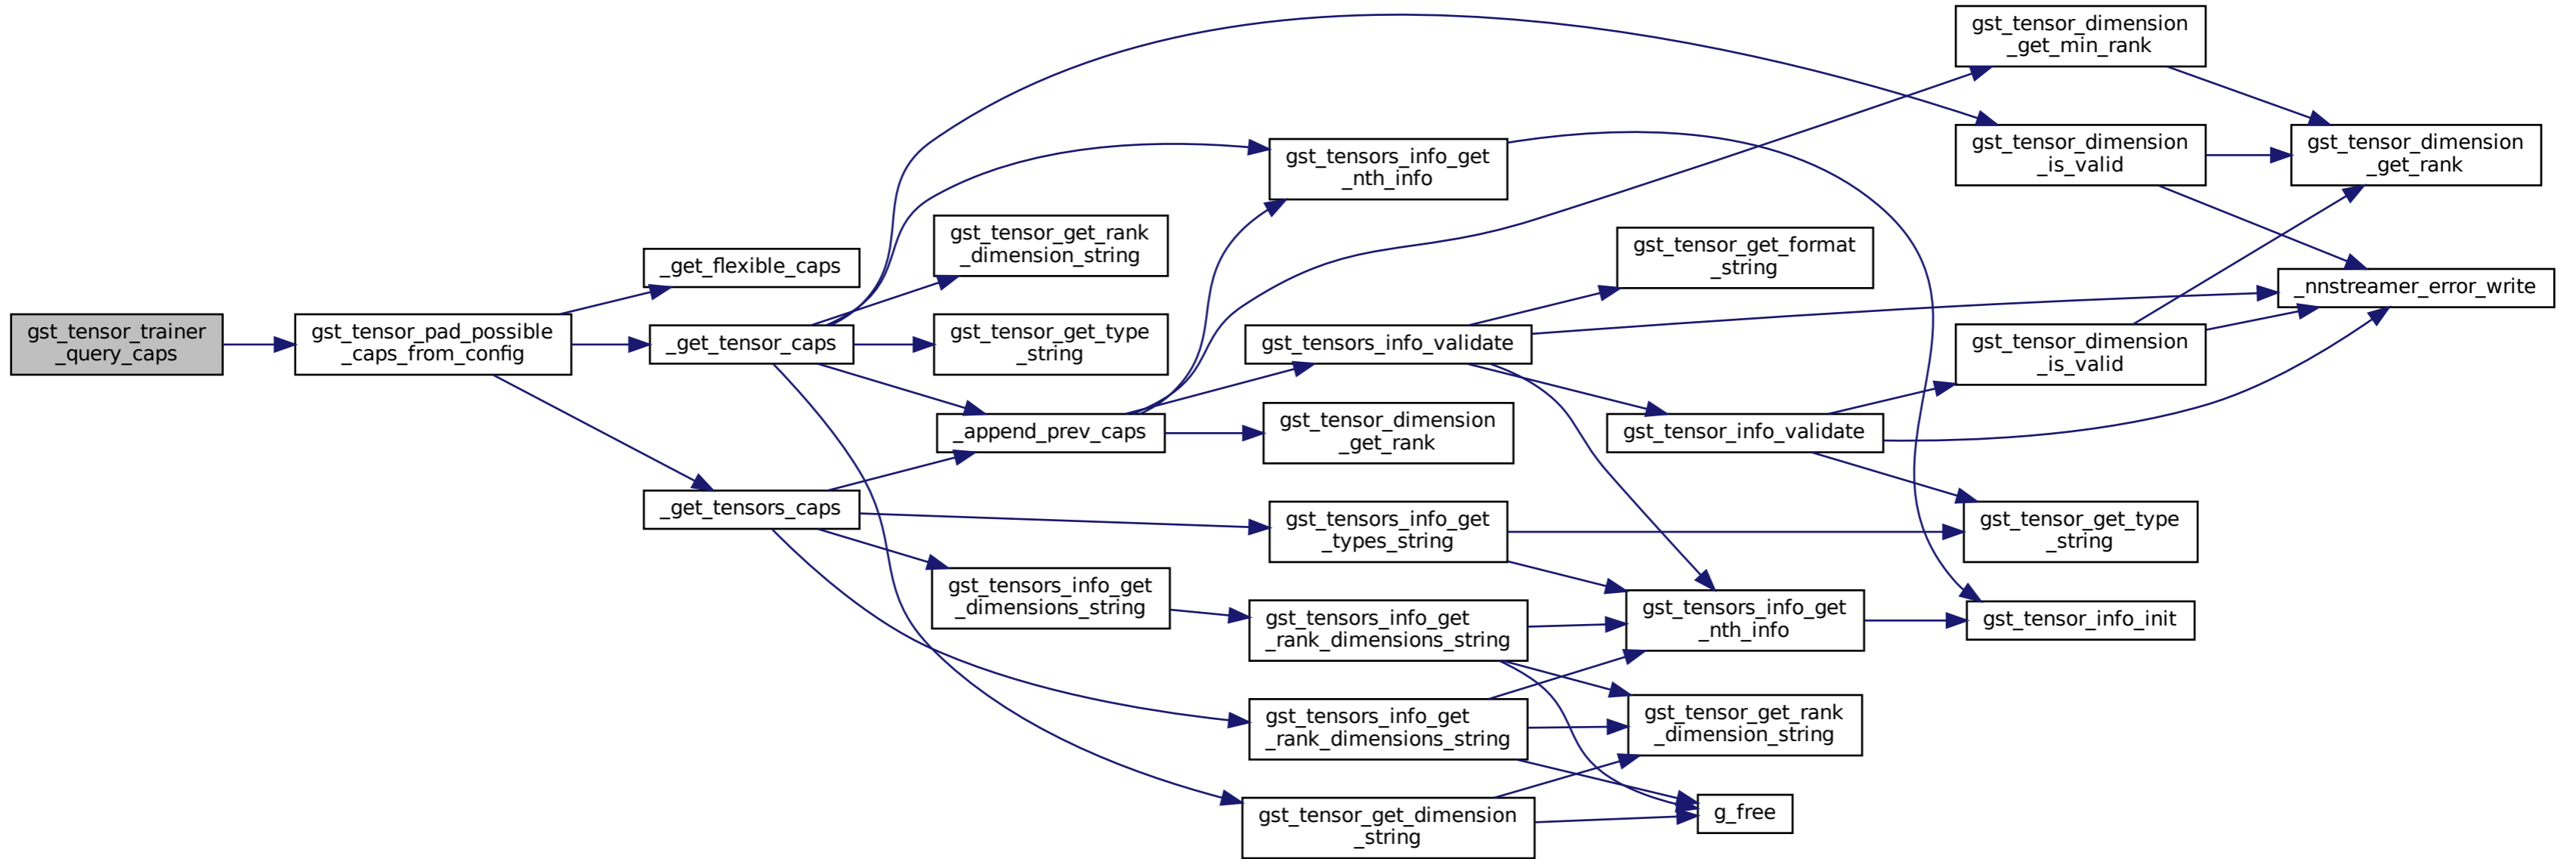 gst_tensor_trainer
_query_caps
gst_tensor_pad_possible
_caps_from_config
_get_flexible_caps
_get_tensor_caps
_get_tensors_caps
gst_tensor_get_rank
_dimension_string
gst_tensor_get_type
_string
_append_prev_caps
gst_tensors_info_get
_dimensions_string
gst_tensors_info_get
_nth_info
gst_tensors_info_validate
gst_tensor_dimension
_get_rank
gst_tensors_info_get
_types_string
gst_tensors_info_get
_rank_dimensions_string
gst_tensors_info_get
_rank_dimensions_string
gst_tensor_get_dimension
_string
gst_tensor_get_format
_string
gst_tensor_info_validate
gst_tensors_info_get
_nth_info
gst_tensor_get_rank
_dimension_string
g_free
gst_tensor_dimension
_get_min_rank
gst_tensor_dimension
_is_valid
gst_tensor_dimension
_is_valid
gst_tensor_get_type
_string
gst_tensor_info_init
gst_tensor_dimension
_get_rank
_nnstreamer_error_write